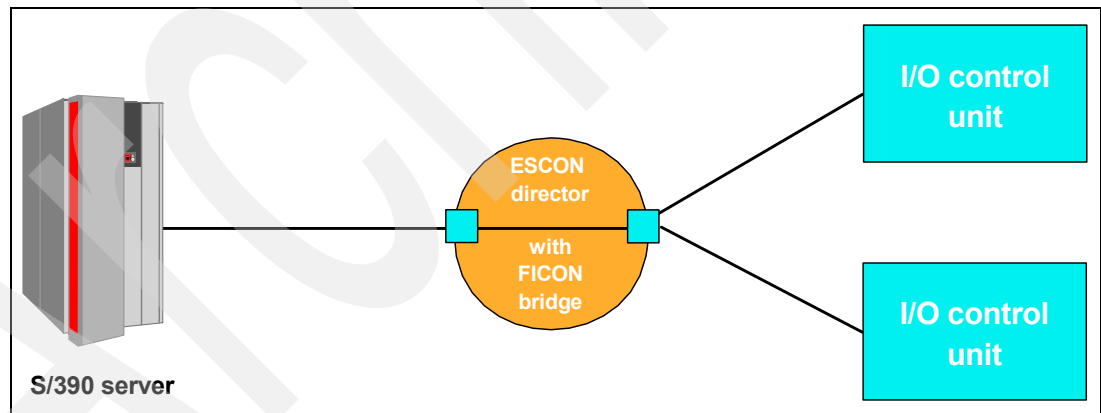 I/O control
unit
ESCON
director
with
FICON
bridge
I/O control
unit
S/390 server